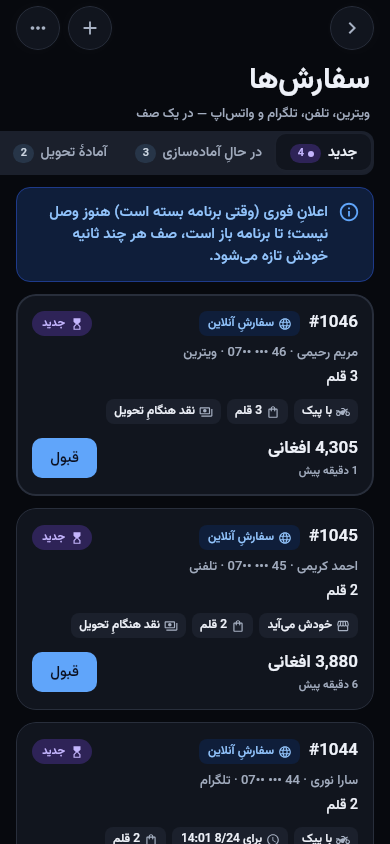 سفارش‌ها
ویترین، تلفن، تلگرام و واتس‌اپ — در یک صف
جدید 4 در حالِ آماده‌سازی 3 آمادهٔ تحویل 2
اعلانِ فوری (وقتی برنامه بسته است) هنوز وصل
نیست؛ تا برنامه باز است، صف هر چند ثانیه
خودش تازه می‌شود.
#1046 سفارشِ آنلاین جدید
مریم رحیمی · 46 ••• ••07 · ویترین
3 قلم
با پیک 3 قلم نقد هنگامِ تحویل
4,305 افغانی قبول
1 دقیقه پیش
#1045 سفارشِ آنلاین جدید
احمد کریمی · 45 ••• ••07 · تلفنی
2 قلم
خودش می‌آید 2 قلم نقد هنگامِ تحویل
3,880 افغانی قبول
6 دقیقه پیش
#1044 سفارشِ آنلاین جدید
سارا نوری · 44 ••• ••07 · تلگرام
2 قلم
با پیک برای 8/24 14:01 2 قلم